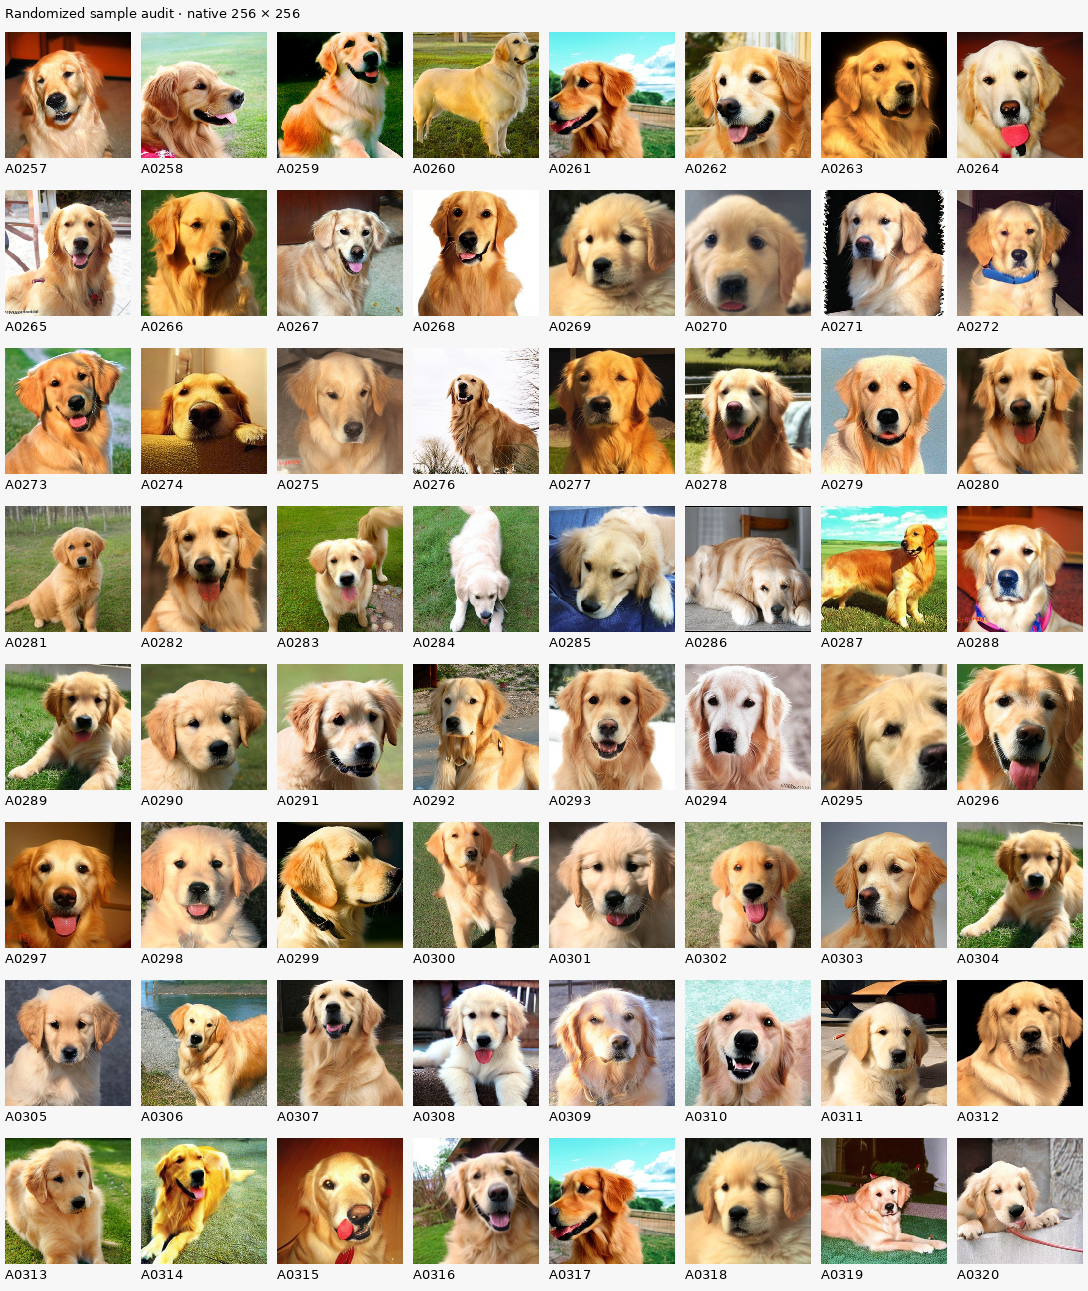 Randomized sample audit · native 256 × 256
A0257 A0258 A0259 A0260 A0261 A0262 A0263 A0264
A0265 A0266 A0267 A0268 A0269 A0270 A0271 A0272
A0273 A0274 A0275 A0276 A0277 A0278 A0279 A0280
A0281 A0282 A0283 A0284 A0285 A0286 A0287 A0288
A0289 A0290 A0291 A0292 A0293 A0294 A0295 A0296
A0297 A0298 A0299 A0300 A0301 A0302 A0303 A0304
A0305 A0306 A0307 A0308 A0309 A0310 A0311 A0312
A0313 A0314 A0315 A0316 A0317 A0318 A0319 A0320